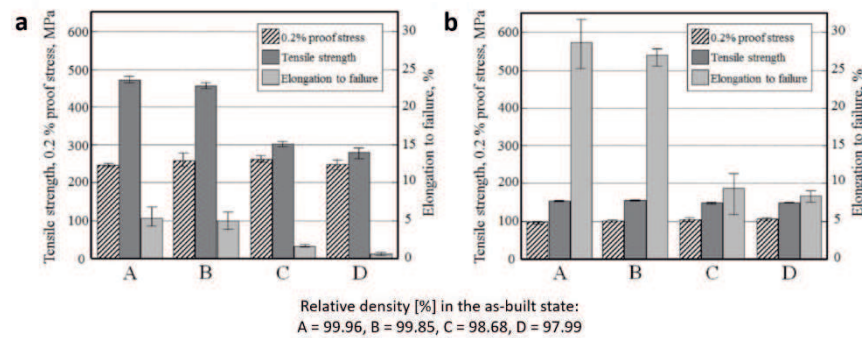 a
Tensile strength, 0.2 % proof stress, MPa
600
500
400
300
200
100
0
0.2% proof stress
Tensile strength
Elongation to failure
30
25
20
15
10
5
0
Elongation to failure, %
A B C D
b
Tensile strength, 0.2 % proof stress, MPa
600
500
400
300
200
100
0
0.2% proof stress
Tensile strength
Elongation to failure
30
25
20
15
10
5
0
Elongation to failure, %
A B C D
Relative density [%] in the as-built state:
A = 99.96, B = 99.85, C = 98.68, D = 97.99